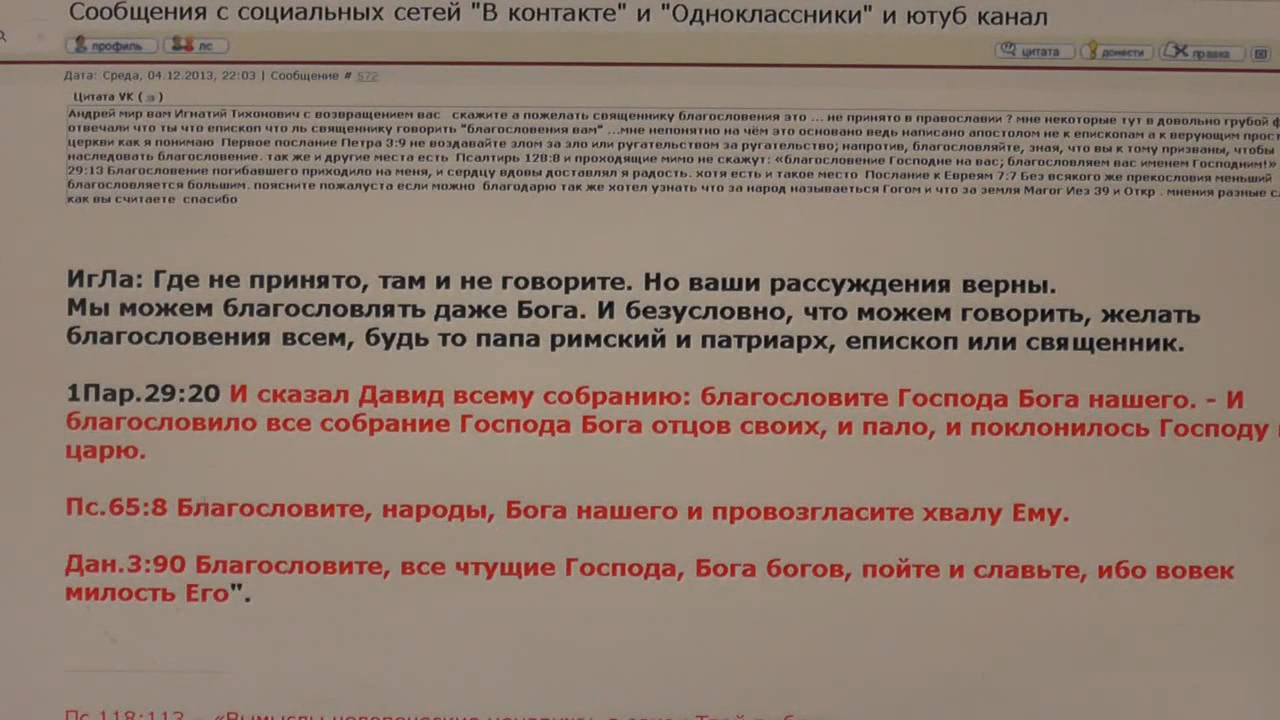 Сообщения с социальных сетей "В контакте" и "Одноклассники" и ютуб канал
профиль лс цитата донести правка
Дата: Среда, 04.12.2013, 22:03 | Сообщение # 572
Цитата VK ( )
Андрей мир вам Игнатий Тихонович с возвращением вас скажите а пожелать священнику благословения это ... не принято в православии ? мне некоторые тут в довольно грубой ф
отвечали что ты что епископ что ль священнику говорить "благословения вам" ...мне непонятно на чём это основано ведь написано апостолом не к епископам а к верующим прост
церкви как я понимаю Первое послание Петра 3:9 не воздавайте злом за зло или ругательством за ругательство; напротив, благословляйте, зная, что вы к тому призваны, чтобы
наследовать благословение. так же и другие места есть Псалтирь 128:8 и проходящие мимо не скажут: «благословение Господне на вас; благословляем вас именем Господним!»
29:13 Благословение погибавшего приходило на меня, и сердцу вдовы доставлял я радость. хотя есть и такое место Послание к Евреям 7:7 Без всякого же прекословия меньший
благословляется большим. поясните пожалуста если можно благодарю так же хотел узнать что за народ называеться Гогом и что за земля Магог Иез 39 и Откр . мнения разные
как вы считаете спасибо
ИгЛа: Где не принято, там и не говорите. Но ваши рассуждения верны.
Мы можем благословлять даже Бога. И безусловно, что можем говорить, желать
благословения всем, будь то папа римский и патриарх, епископ или священник.
1Пар.29:20 И сказал Давид всему собранию: благословите Господа Бога нашего. - И
благословило все собрание Господа Бога отцов своих, и пало, и поклонилось Господу
царю.
Пс.65:8 Благословите, народы, Бога нашего и провозгласите хвалу Ему.
Дан.3:90 Благословите, все чтущие Господа, Бога богов, пойте и славьте, ибо вовек
милость Его".
Пс.118:113